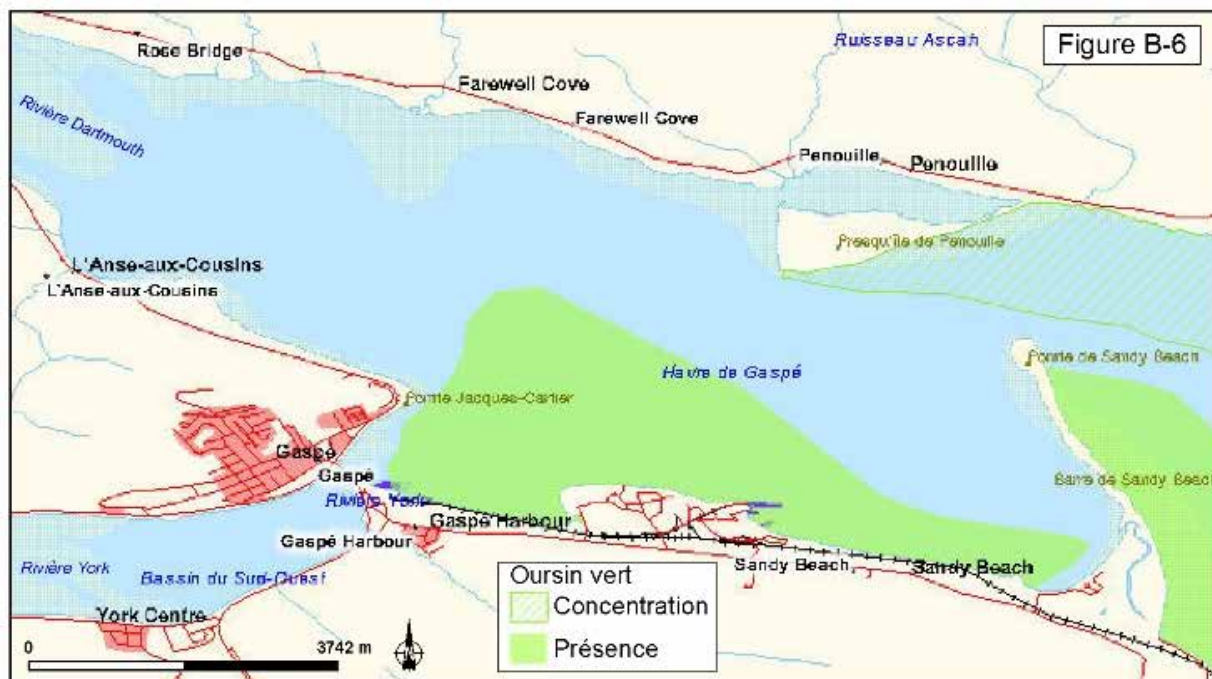 Ruisseau Ascah
Figure B-6
Rose Bridge
Farewell Cove
Rivière Dartmouth
Farewell Cove
Penouille
Penouille
Presqu'île de Penouille
L'Anse-aux-Cousins
L'Anse-aux-Cousins
Pointe de Sandy Beach
Havre de Gaspé
Pointe Jacques-Cartier
Gaspé
Gaspé
Barre de Sandy Beach
Rivière York
Gaspé Harbour
Gaspé Harbour
Sandy Beach
Sandy Beach
Rivière York
Bassin du Sud-Ouest
York Centre
Oursin vert
Concentration
Présence
0 3742 m
N